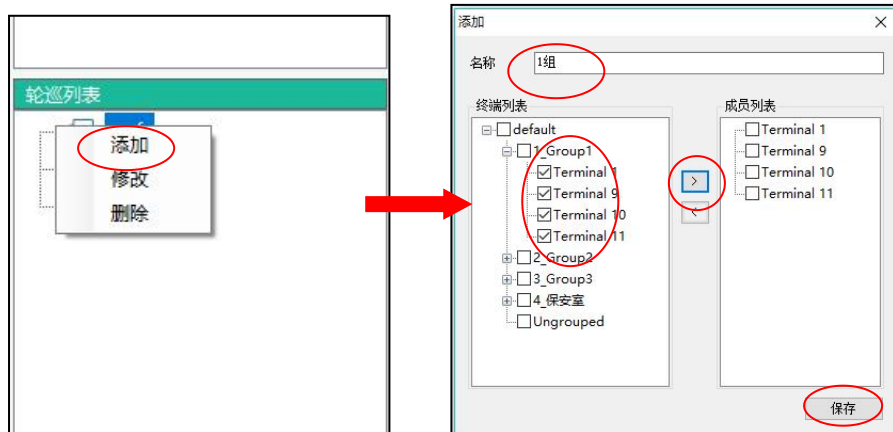 轮巡列表
添加
修改
删除
添加
名称
1组
终端列表
default
1_Group1
Terminal 1
Terminal 9
Terminal 10
Terminal 11
2_Group2
3_Group3
4_保安室
Ungrouped
>
<
成员列表
Terminal 1
Terminal 9
Terminal 10
Terminal 11
保存